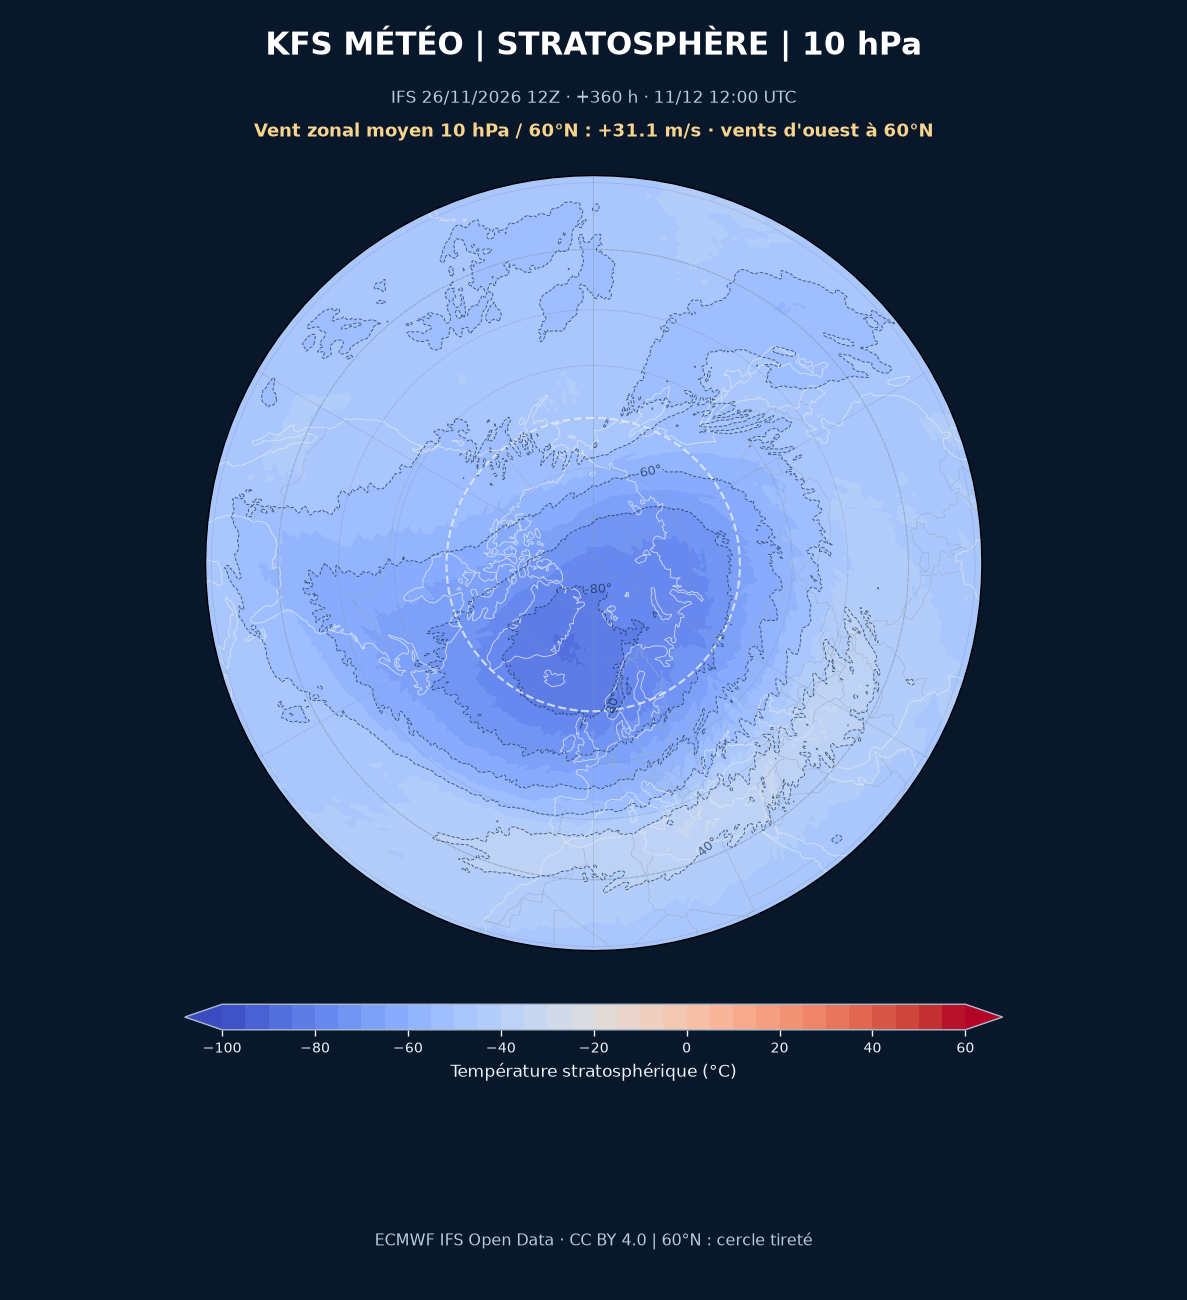 KFS MÉTÉO | STRATOSPHÈRE | 10 hPa
IFS 26/11/2026 12Z · +360 h · 11/12 12:00 UTC
Vent zonal moyen 10 hPa / 60°N : +31.1 m/s · vents d'ouest à 60°N
60°
80°
80°
40°
−100 −80 −60 −40 −20 0 20 40 60
Température stratosphérique (°C)
ECMWF IFS Open Data · CC BY 4.0 | 60°N : cercle tireté